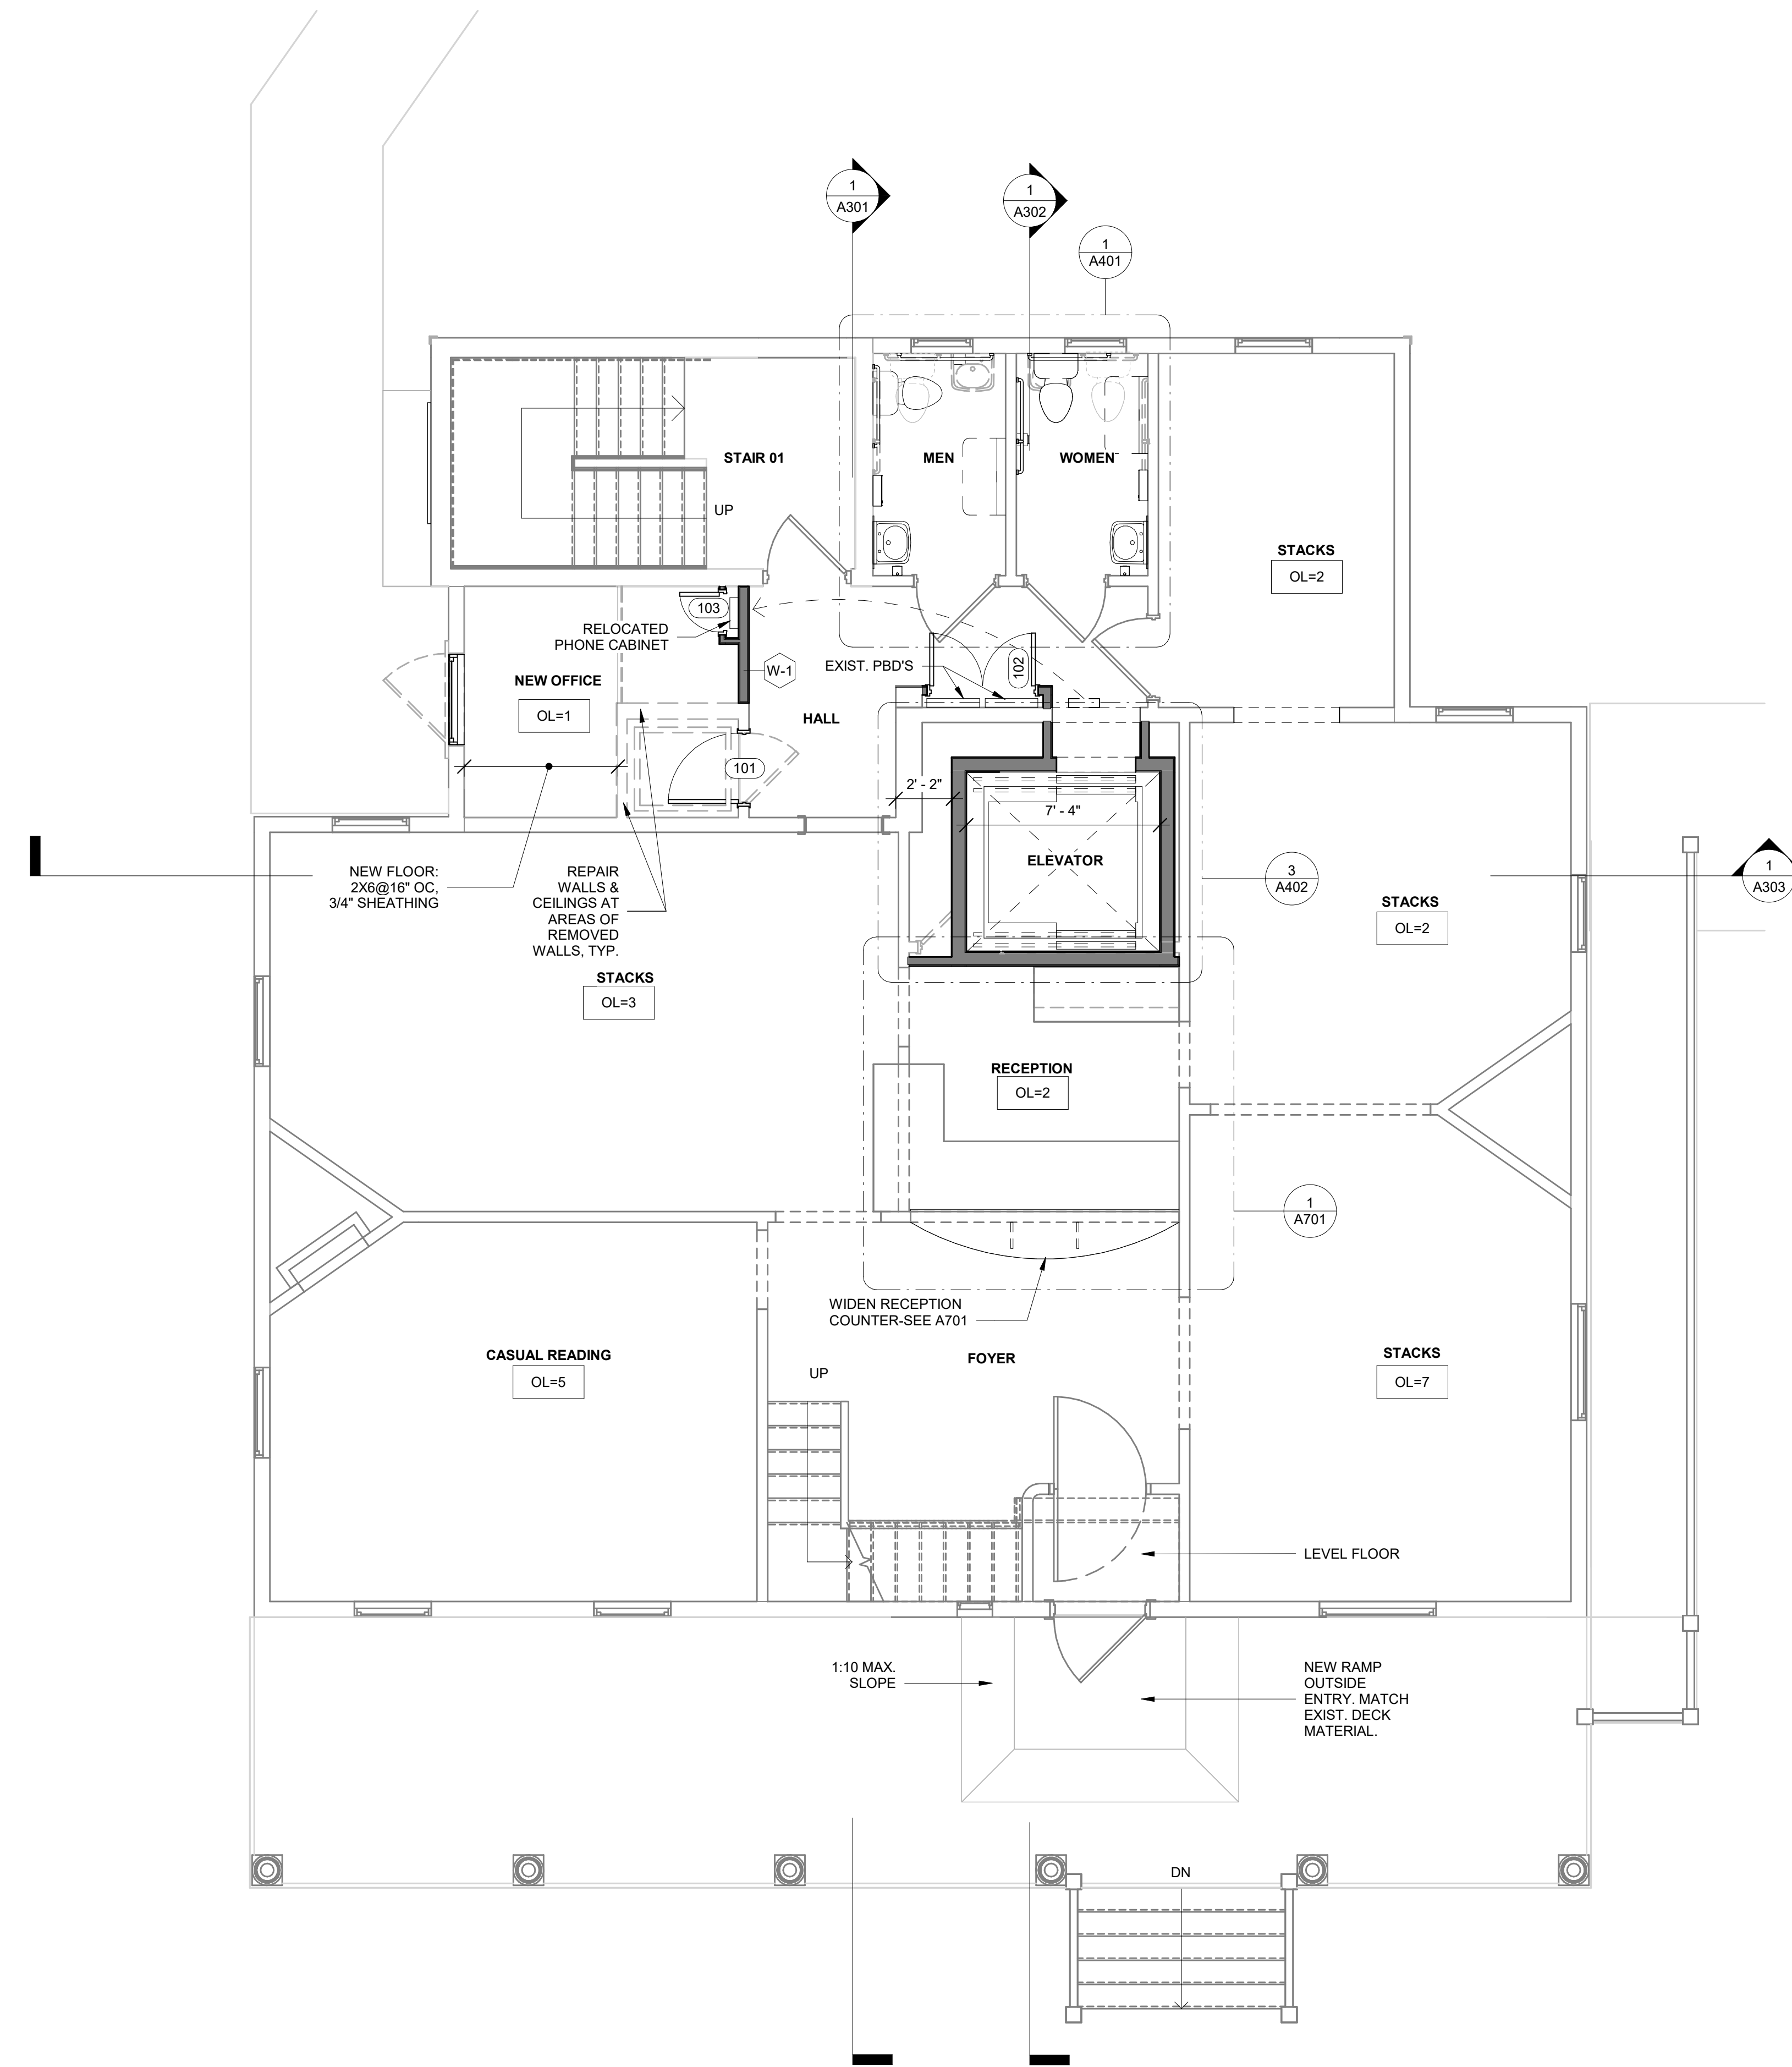 1
A301
1
A302
1
A401
STAIR 01
MEN
WOMEN
UP
STACKS
OL=2
103
RELOCATED
PHONE CABINET
W-1
EXIST. PBD'S
102
NEW OFFICE
OL=1
HALL
101
2' - 2"
7' - 4"
ELEVATOR
3
A402
1
A303
NEW FLOOR:
2X6@16" OC,
3/4" SHEATHING
REPAIR
WALLS &
CEILINGS AT
AREAS OF
REMOVED
WALLS, TYP.
STACKS
OL=2
STACKS
OL=3
RECEPTION
OL=2
1
A701
WIDEN RECEPTION
COUNTER-SEE A701
CASUAL READING
OL=5
FOYER
UP
STACKS
OL=7
LEVEL FLOOR
1:10 MAX.
SLOPE
NEW RAMP
OUTSIDE
ENTRY. MATCH
EXIST. DECK
MATERIAL.
DN